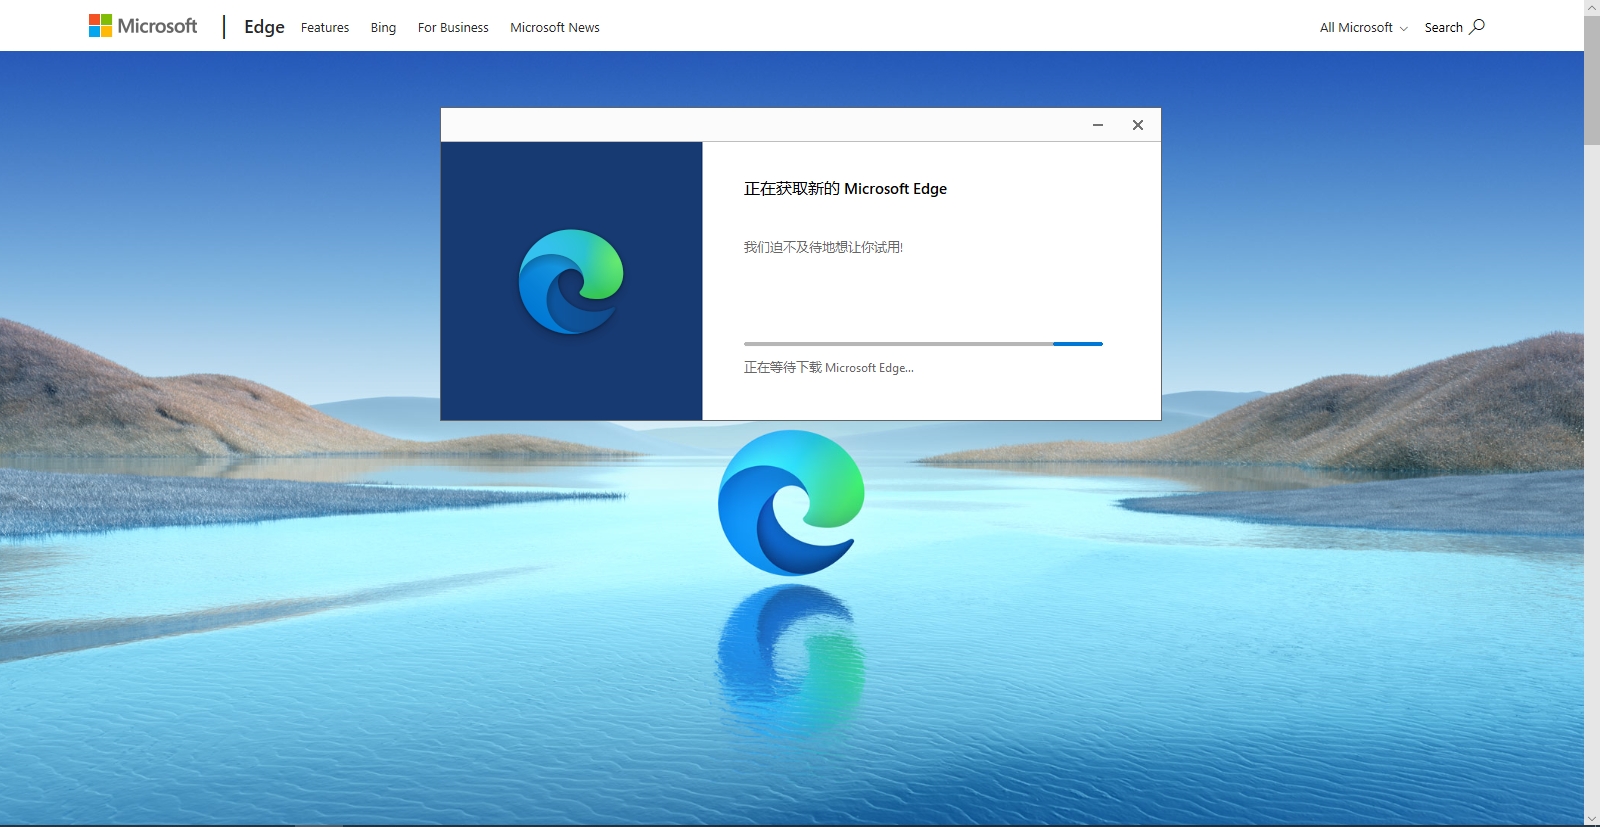 Microsoft | Edge Features Bing For Business Microsoft News All Microsoft Search
正在获取新的 Microsoft Edge
我们迫不及待地想让你试用!
正在等待下载 Microsoft Edge...